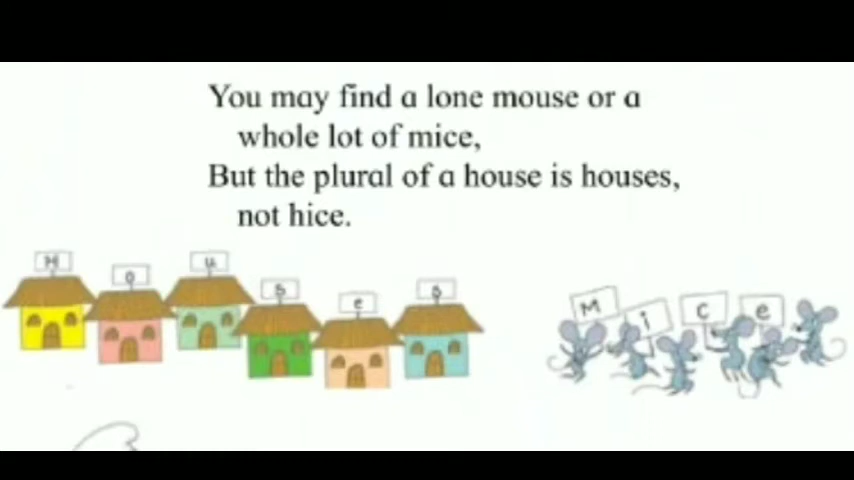 You may find a lone mouse or a
whole lot of mice,
But the plural of a house is houses,
not hice.
H o u s e s
M i c e